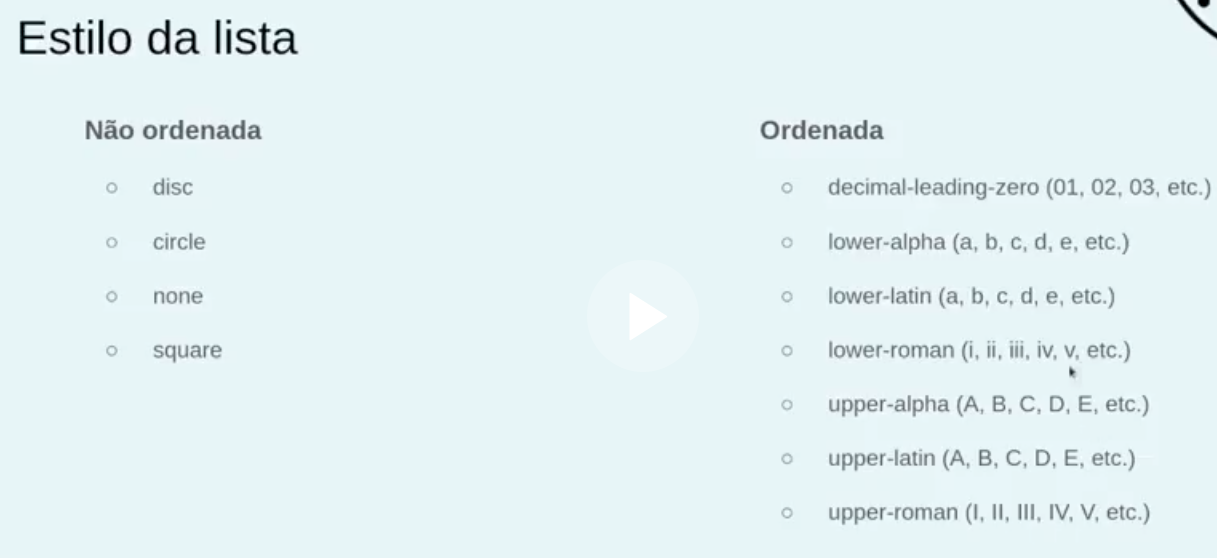 Estilo da lista
Não ordenada
disc
circle
none
square
Ordenada
decimal-leading-zero (01, 02, 03, etc.)
lower-alpha (a, b, c, d, e, etc.)
lower-latin (a, b, c, d, e, etc.)
lower-roman (i, ii, iii, iv, v, etc.)
upper-alpha (A, B, C, D, E, etc.)
upper-latin (A, B, C, D, E, etc.)
upper-roman (I, II, III, IV, V, etc.)